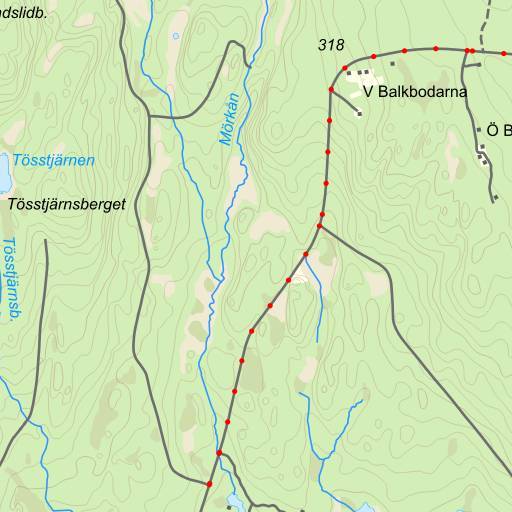 ndslidb.
318
V Balkbodarna
Mörkån
Ö B
Tösstjärnen
Tösstjärnsberget
Tösstjärnsb.